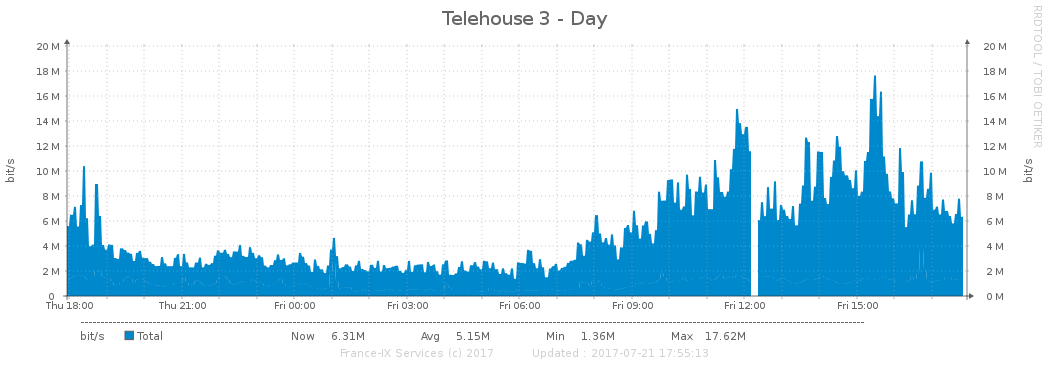 Telehouse 3 - Day
RRDTOOL / TOBI OETIKER
bit/s
bit/s
20 M 20 M
18 M 18 M
16 M 16 M
14 M 14 M
12 M 12 M
10 M 10 M
8 M 8 M
6 M 6 M
4 M 4 M
2 M 2 M
0 0 M
Thu 18:00 Thu 21:00 Fri 00:00 Fri 03:00 Fri 06:00 Fri 09:00 Fri 12:00 Fri 15:00
bit/s Total Now 6.31M Avg 5.15M Min 1.36M Max 17.62M
France-IX Services (c) 2017 Updated : 2017-07-21 17:55:13